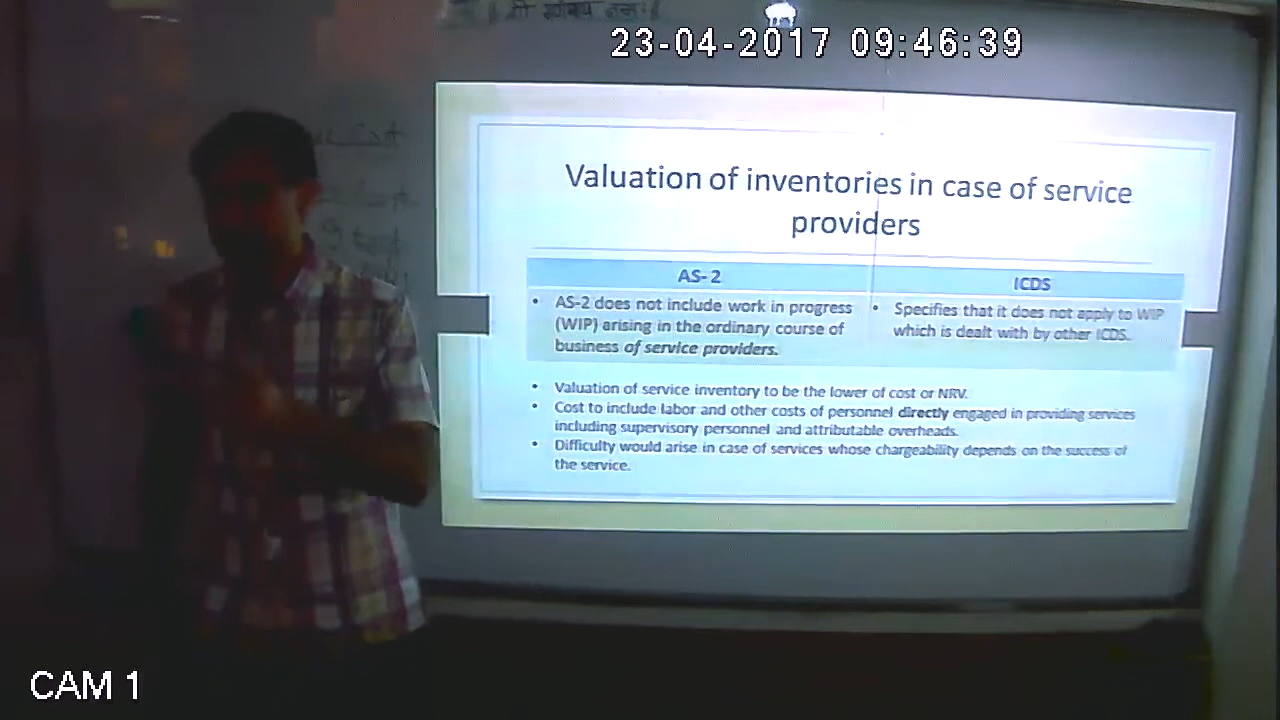 23-04-2017 09:46:39
Valuation of inventories in case of service
providers
AS-2
ICDS
• AS-2 does not include work in progress
(WIP) arising in the ordinary course of
business of service providers.
• Specifies that it does not apply to WIP
which is dealt with by other ICDS.
• Valuation of service inventory to be the lower of cost or NRV.
• Cost to include labor and other costs of personnel directly engaged in providing services
including supervisory personnel and attributable overheads.
• Difficulty would arise in case of services whose chargeability depends on the success of
the service.
CAM 1